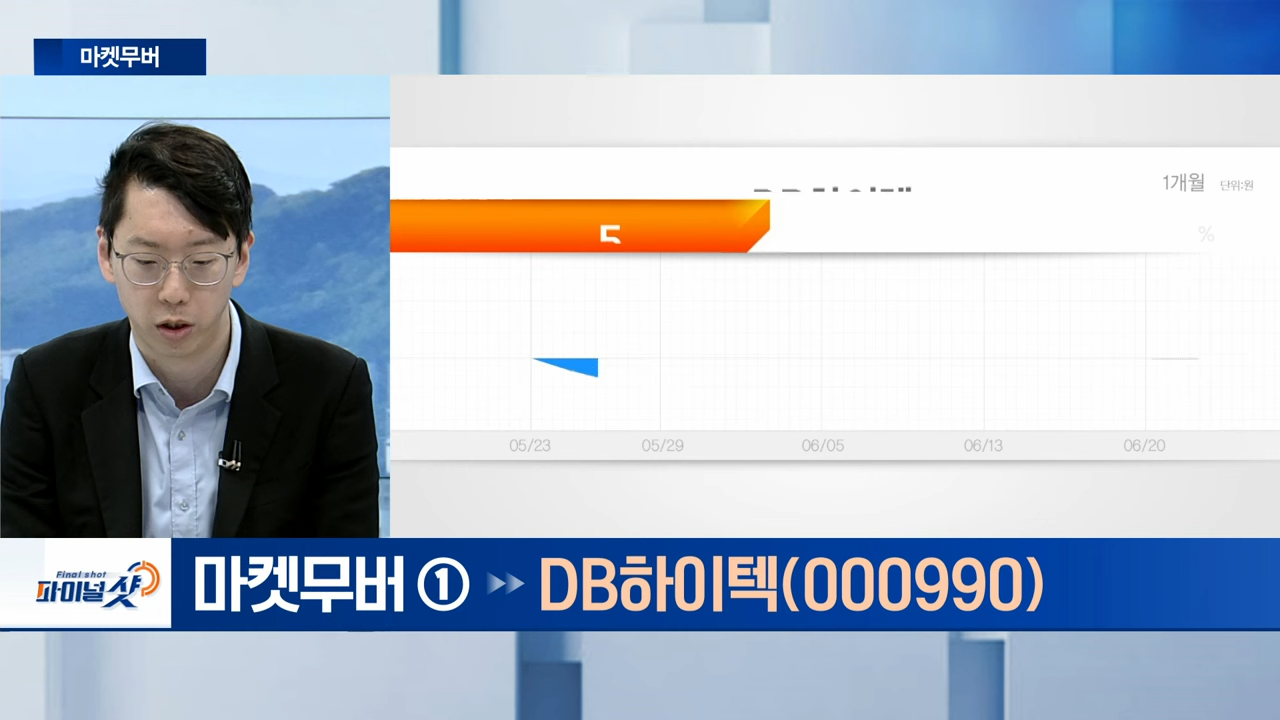 마켓무버
1개월 단위:원
%
05/23 05/29 06/05 06/13 06/20
Final shot
파이널샷
마켓무버 ① DB하이텍(000990)